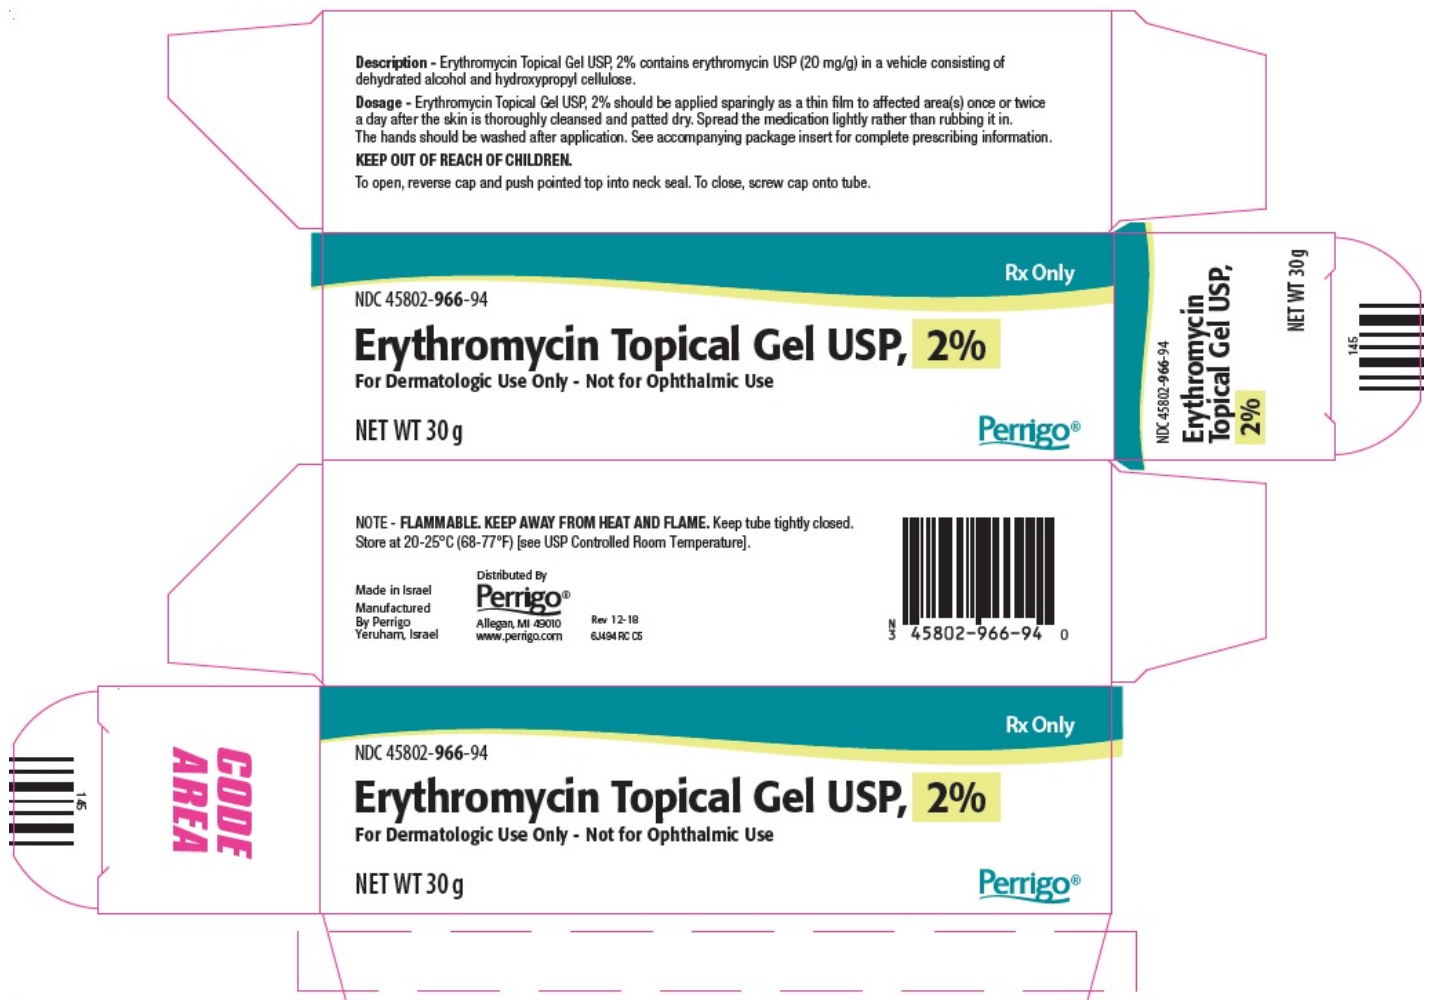 Description - Erythromycin Topical Gel USP, 2% contains erythromycin USP (20 mg/g) in a vehicle consisting of
dehydrated alcohol and hydroxypropyl cellulose.
Dosage - Erythromycin Topical Gel USP, 2% should be applied sparingly as a thin film to affected area(s) once or twice
a day after the skin is thoroughly cleansed and patted dry. Spread the medication lightly rather than rubbing it in.
The hands should be washed after application. See accompanying package insert for complete prescribing information.
KEEP OUT OF REACH OF CHILDREN.
To open, reverse cap and push pointed top into neck seal. To close, screw cap onto tube.
Rx Only
NDC 45802-966-94
Erythromycin Topical Gel USP, 2%
For Dermatologic Use Only - Not for Ophthalmic Use
NET WT 30 g
Perrigo®
NDC 45802-966-94
Erythromycin
Topical Gel USP,
2%
NET WT 30g
145
NOTE - FLAMMABLE. KEEP AWAY FROM HEAT AND FLAME. Keep tube tightly closed.
Store at 20-25°C (68-77°F) [see USP Controlled Room Temperature].
Made in Israel
Manufactured
By Perrigo
Yeruham, Israel
Distributed By
Perrigo®
Allegan, MI 49010
www.perrigo.com
Rev 12-18
6J494 RC C5
N
3 45802-966-94 0
145
CODE
AREA
Rx Only
NDC 45802-966-94
Erythromycin Topical Gel USP, 2%
For Dermatologic Use Only - Not for Ophthalmic Use
NET WT 30 g
Perrigo®